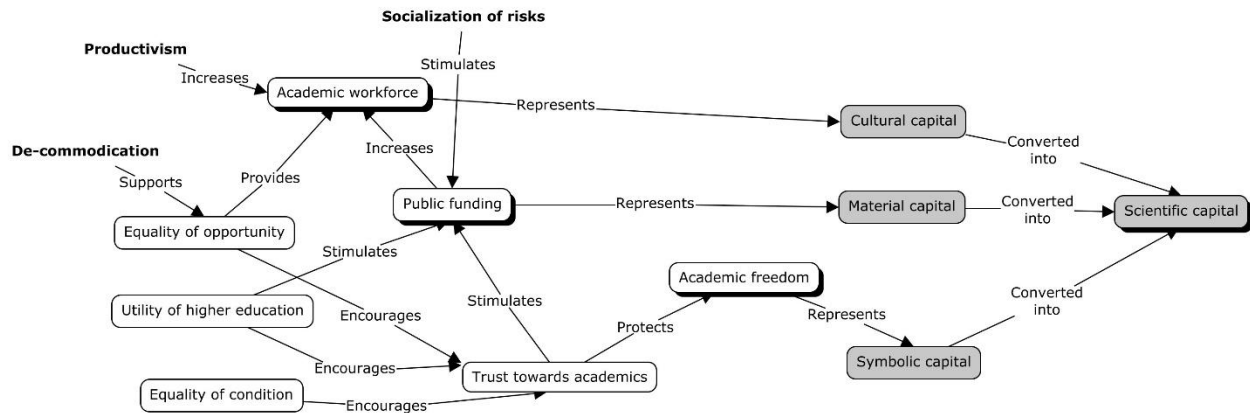 Socialization of risks
Productivism
Stimulates
Increases
Academic workforce
Represents
Cultural capital
Converted
into
De-commodication
Increases
Supports
Provides
Public funding
Represents
Material capital
Converted
into
Scientific capital
Equality of opportunity
Stimulates
Academic freedom
Utility of higher education
Stimulates
Encourages
Protects
Represents
Converted
into
Symbolic capital
Encourages
Trust towards academics
Equality of condition
Encourages